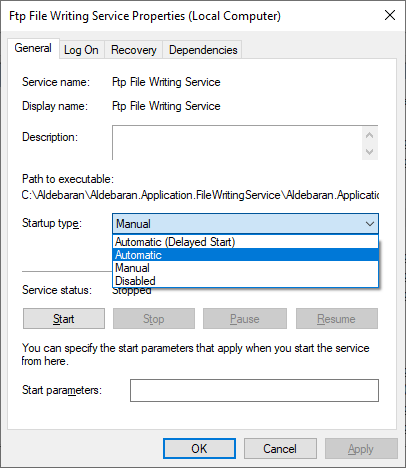 Ftp File Writing Service Properties (Local Computer)
General Log On Recovery Dependencies
Service name: Ftp File Writing Service
Display name: Ftp File Writing Service
Description:
Path to executable:
C:\Aldebaran\Aldebaran.Application.FileWritingService\Aldebaran.Applicatio
Startup type: Manual
Automatic (Delayed Start)
Automatic
Manual
Disabled
Service status: Stopped
Start Stop Pause Resume
You can specify the start parameters that apply when you start the service
from here.
Start parameters:
OK Cancel Apply